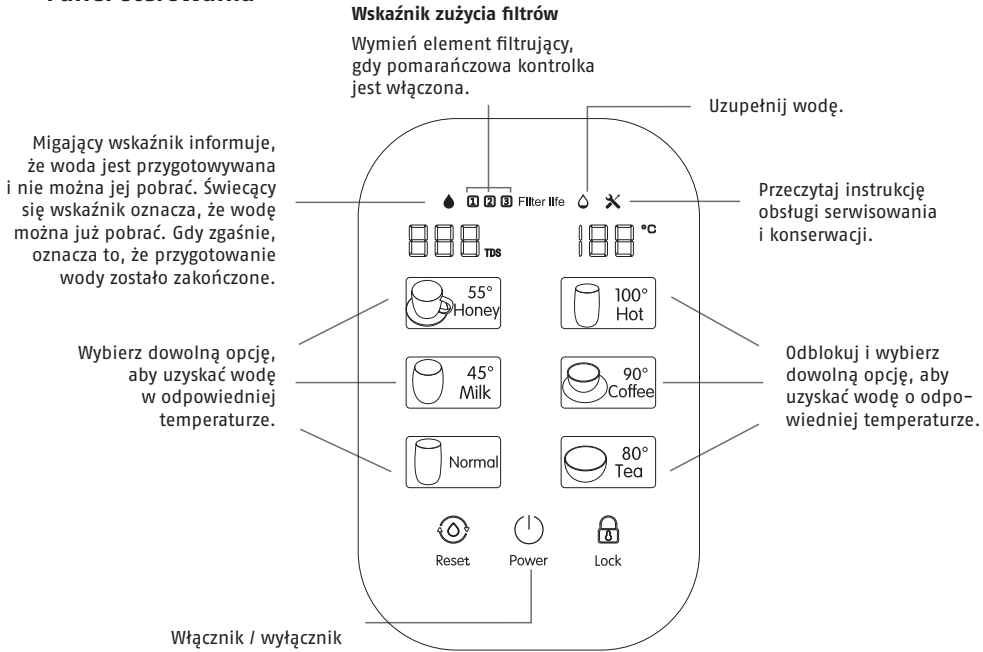 Wskaźnik zużycia filtrów
Wymień element filtrujący,
gdy pomarańczowa kontrolka
jest włączona.
Uzupełnij wodę.
Migający wskaźnik informuje,
że woda jest przygotowywana
i nie można jej pobrać. Świecący
się wskaźnik oznacza, że wodę
można już pobrać. Gdy zgaśnie,
oznacza to, że przygotowanie
wody zostało zakończone.
1 2 3 Filter life
Przeczytaj instrukcję
obsługi serwisowania
i konserwacji.
888 TDS
188 °C
55°
Honey
100°
Hot
Wybierz dowolną opcję,
aby uzyskać wodę
w odpowiedniej
temperaturze.
45°
Milk
90°
Coffee
Odblokuj i wybierz
dowolną opcję, aby
uzyskać wodę o odpo-
wiedniej temperaturze.
Normal
80°
Tea
Reset
Power
Lock
Włącznik / wyłącznik